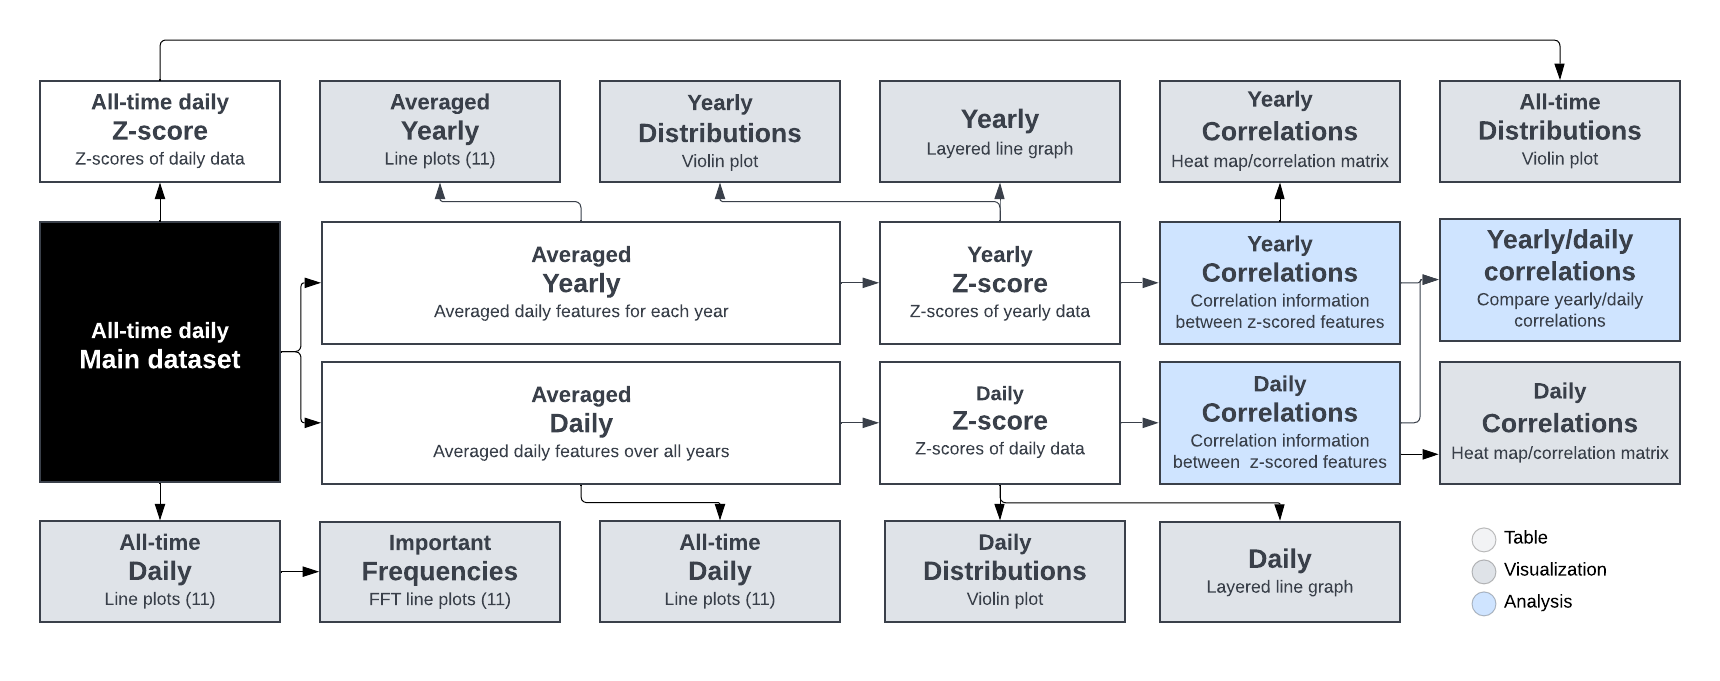 All-time daily
Z-score
Z-scores of daily data
Averaged
Yearly
Line plots (11)
Yearly
Distributions
Violin plot
Yearly
Layered line graph
Yearly
Correlations
Heat map/correlation matrix
All-time
Distributions
Violin plot
All-time daily
Main dataset
Averaged
Yearly
Averaged daily features for each year
Yearly
Z-score
Z-scores of yearly data
Yearly
Correlations
Correlation information
between z-scored features
Yearly/daily
correlations
Compare yearly/daily
correlations
Averaged
Daily
Averaged daily features over all years
Daily
Z-score
Z-scores of daily data
Daily
Correlations
Correlation information
between  z-scored features
Daily
Correlations
Heat map/correlation matrix
All-time
Daily
Line plots (11)
Important
Frequencies
FFT line plots (11)
All-time
Daily
Line plots (11)
Daily
Distributions
Violin plot
Daily
Layered line graph
Table
Visualization
Analysis